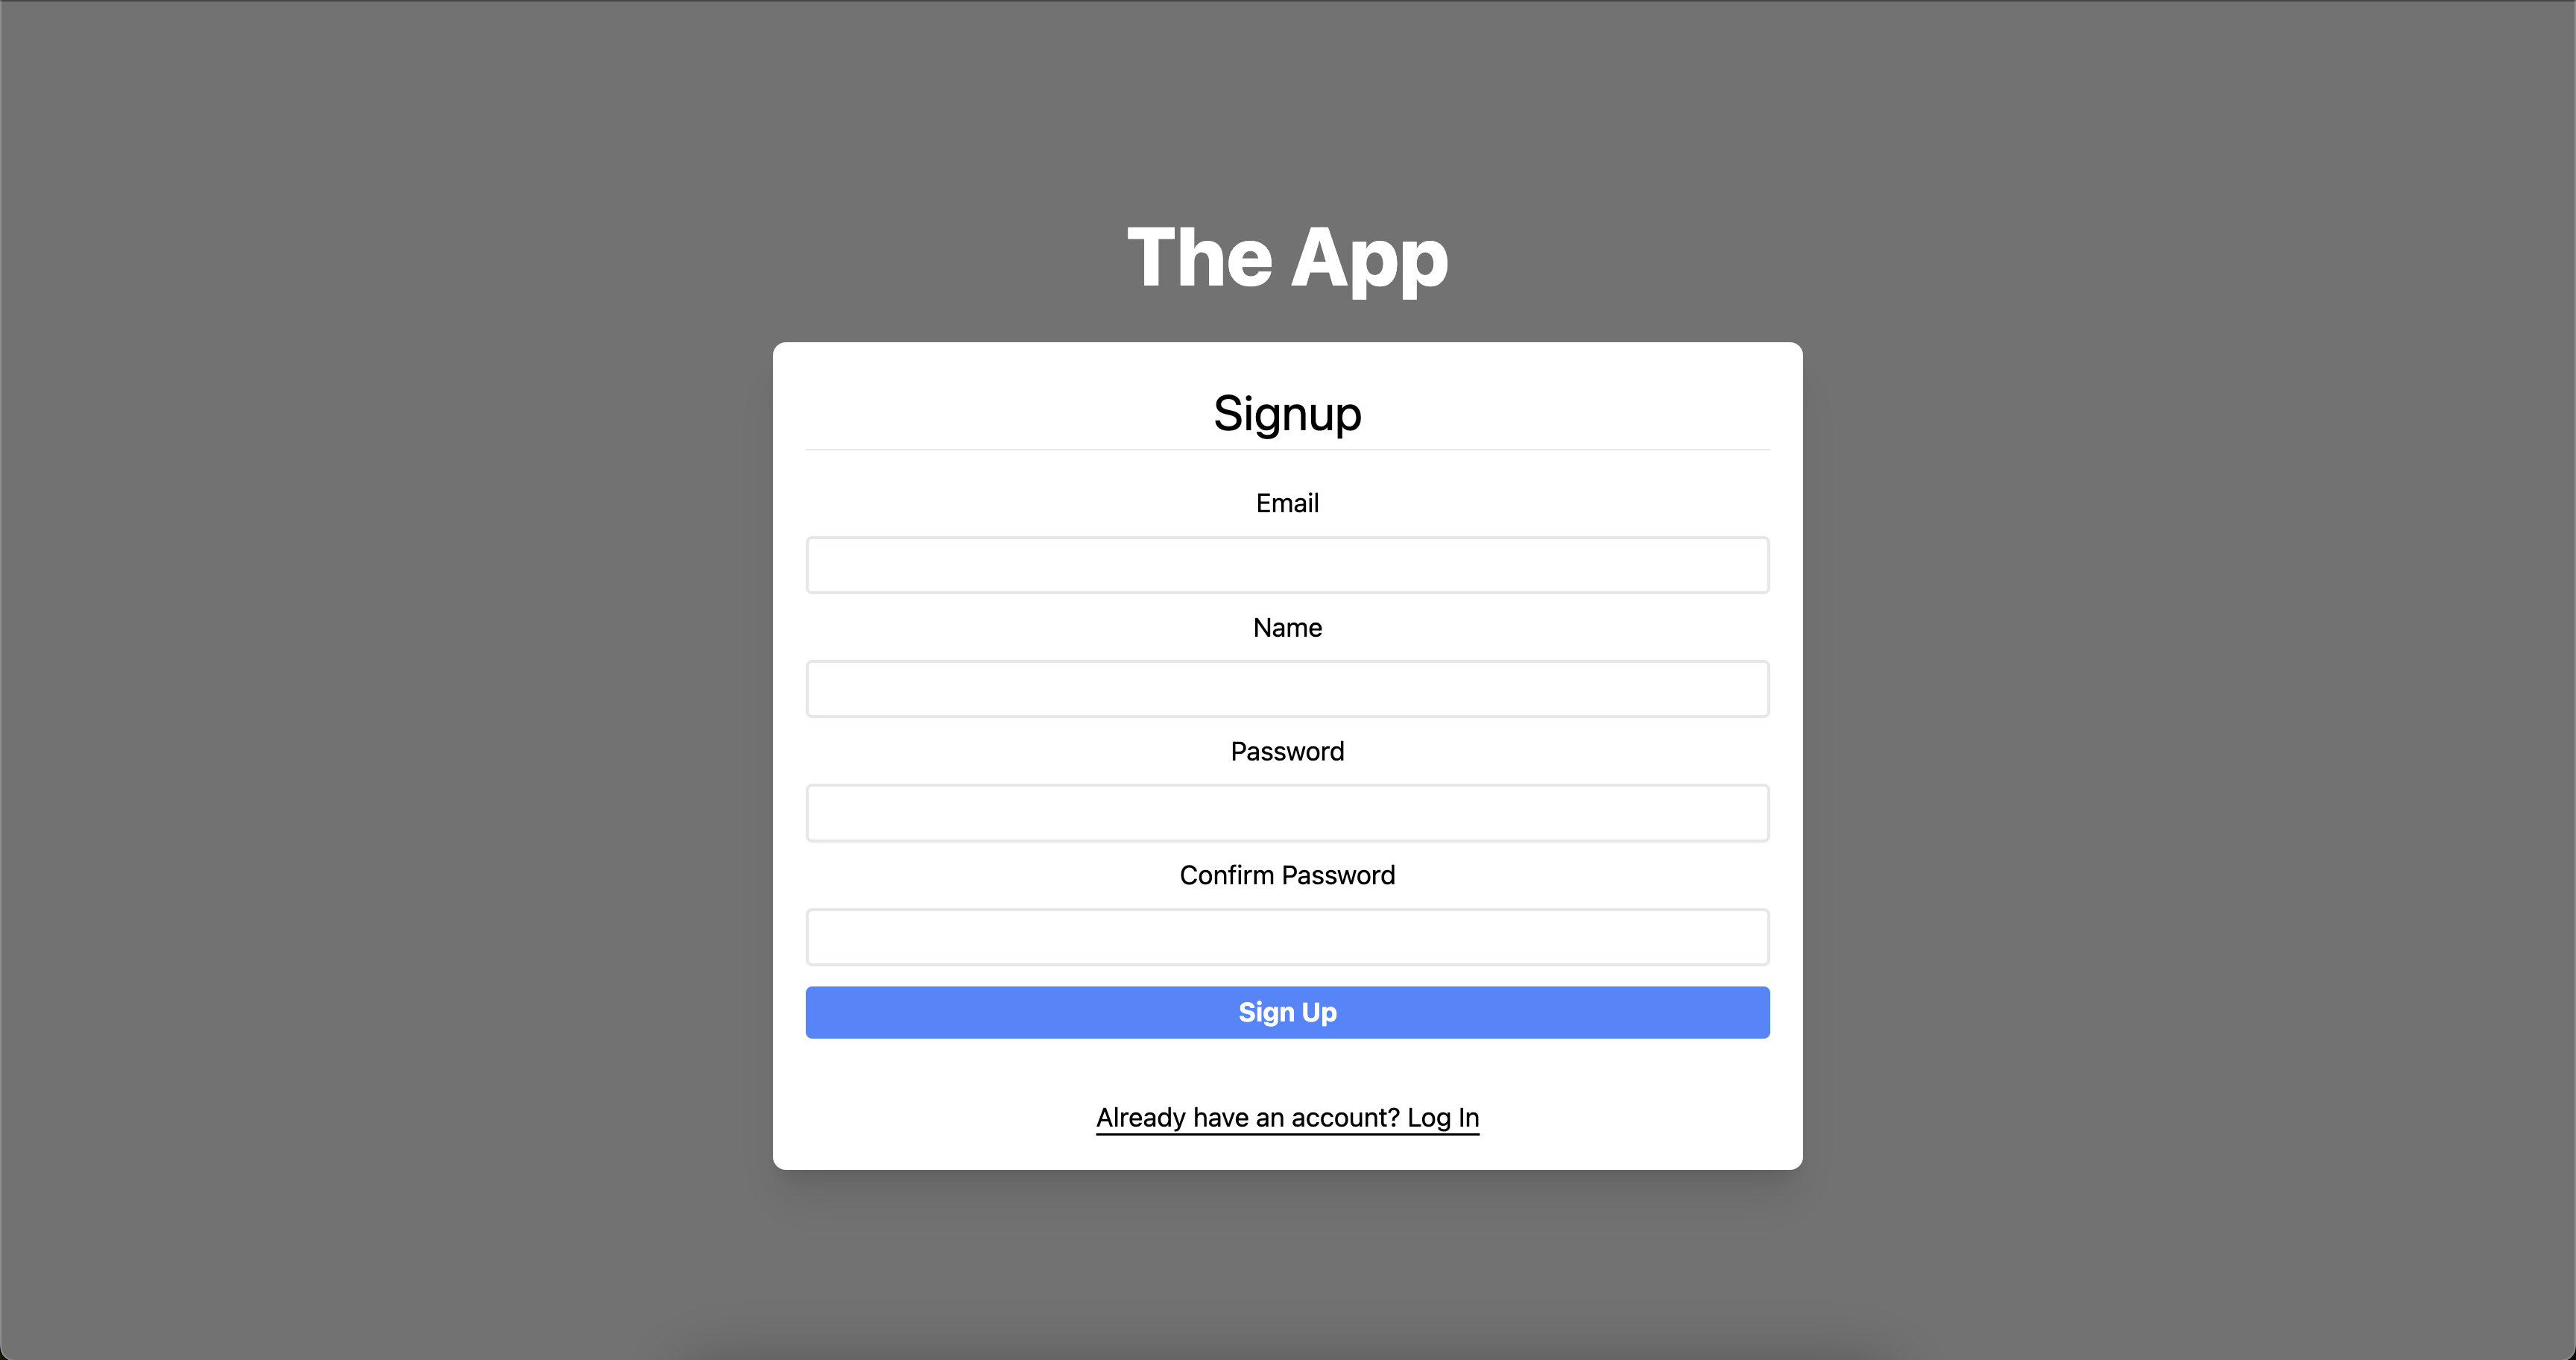 The App
Signup
Email
Name
Password
Confirm Password
Sign Up
Already have an account? Log In